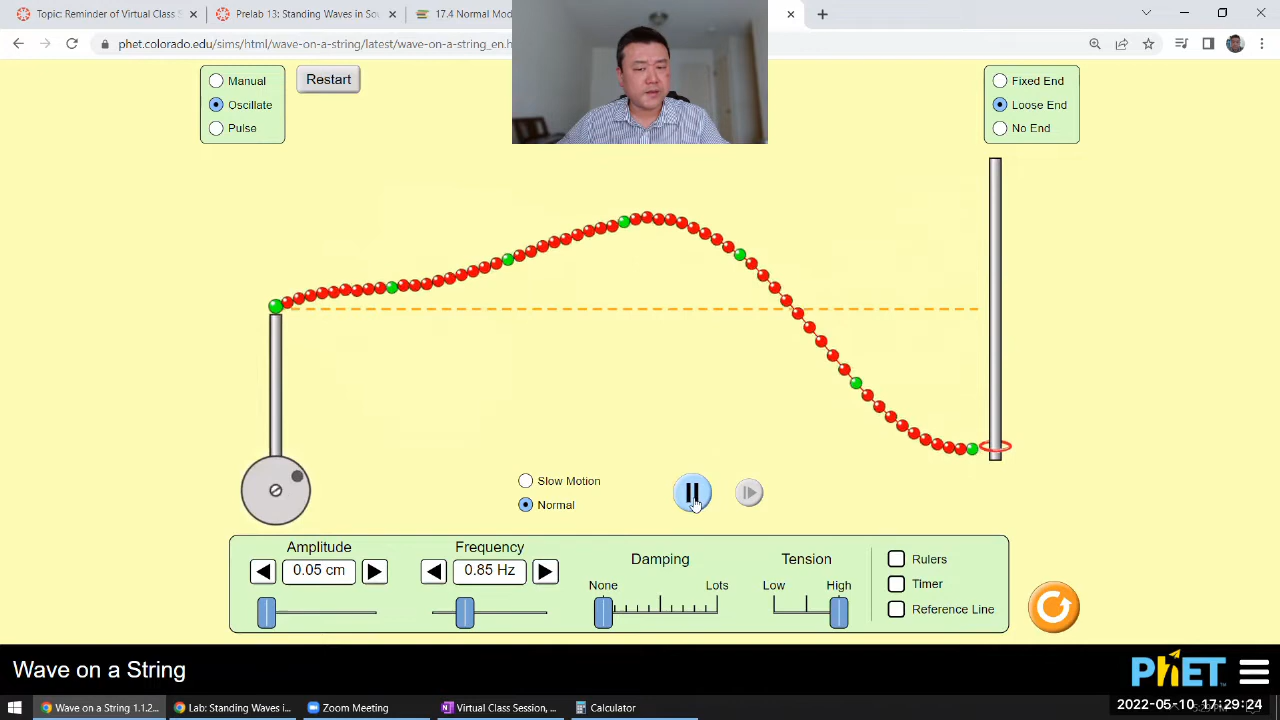 Topic: Remainder of Virtual Class S
Prelab 13: Standing Waves in So
17.4 Normal Mod
phet.colorado.edu/sims/html/wave-on-a-string/latest/wave-on-a-string_en.h
Manual
Oscillate
Pulse
Restart
Fixed End
Loose End
No End
Slow Motion
Normal
Amplitude
0.05 cm
Frequency
0.85 Hz
Damping
None
Lots
Tension
Low
High
Rulers
Timer
Reference Line
Wave on a String
PhET
Wave on a String 1.1.2...
Lab: Standing Waves i...
Zoom Meeting
Virtual Class Session, ...
Calculator
2022-05-10 17:29:24